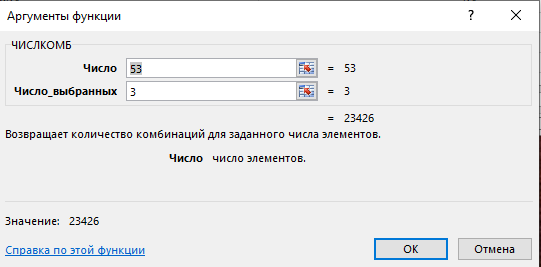 Аргументы функции ? ×
ЧИСЛКОМБ
Число 53 = 53
Число_выбранных 3 = 3
= 23426
Возвращает количество комбинаций для заданного числа элементов.
Число число элементов.
Значение: 23426
Справка по этой функции ОК Отмена